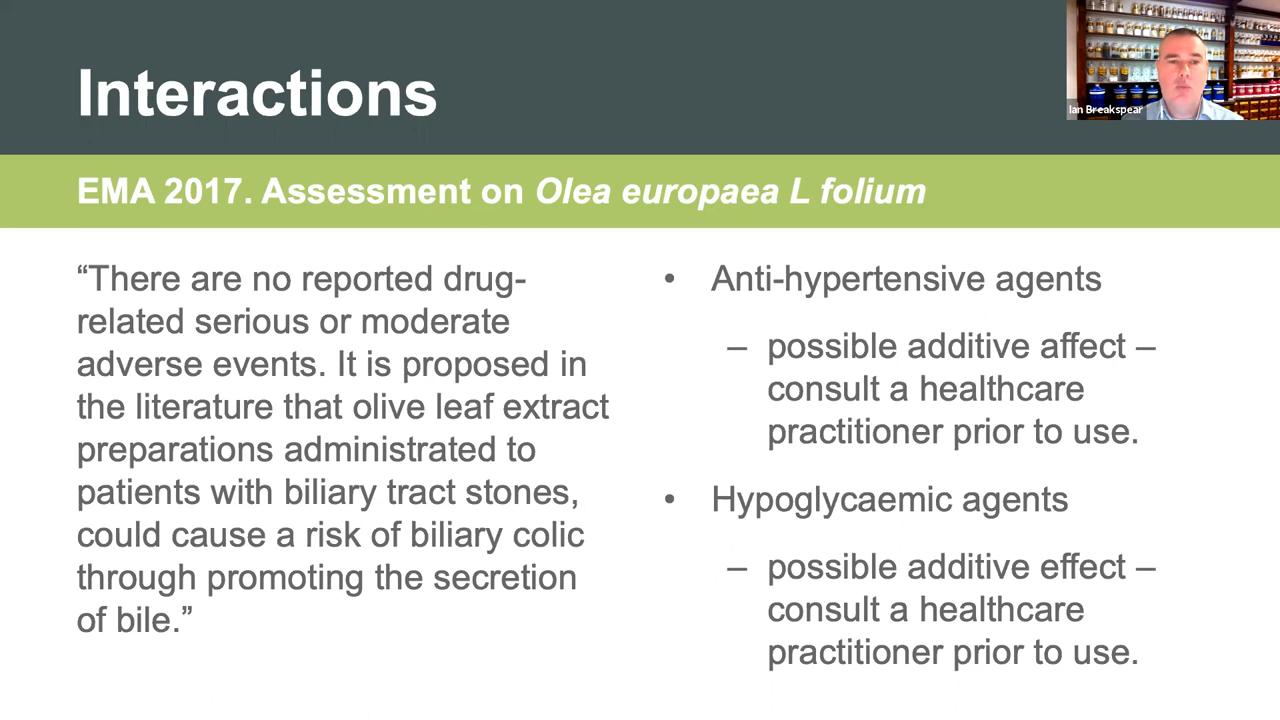 Interactions
Ian Breakspear
EMA 2017. Assessment on Olea europaea L folium
“There are no reported drug-
related serious or moderate
adverse events. It is proposed in
the literature that olive leaf extract
preparations administrated to
patients with biliary tract stones,
could cause a risk of biliary colic
through promoting the secretion
of bile.”
• Anti-hypertensive agents
– possible additive affect –
consult a healthcare
practitioner prior to use.
• Hypoglycaemic agents
– possible additive effect –
consult a healthcare
practitioner prior to use.